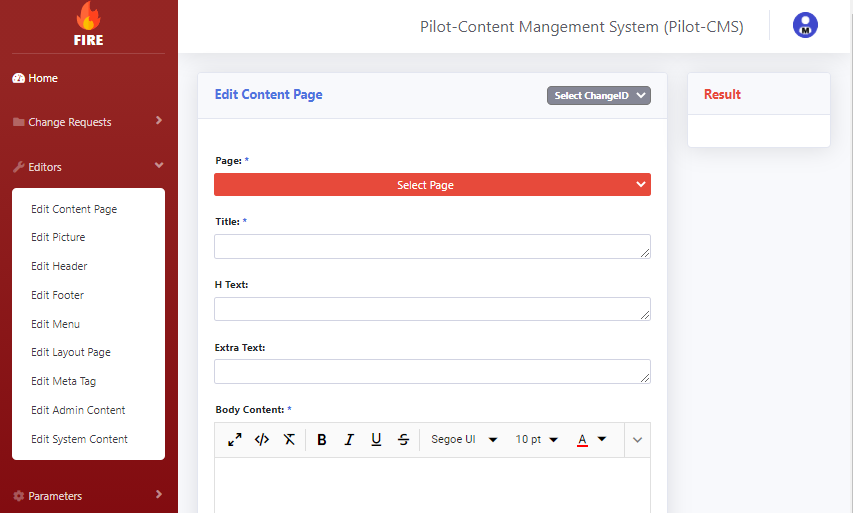 FIRE
Home
Change Requests
Editors
Edit Content Page
Edit Picture
Edit Header
Edit Footer
Edit Menu
Edit Layout Page
Edit Meta Tag
Edit Admin Content
Edit System Content
Parameters
Pilot-Content Mangement System (Pilot-CMS)
M
Edit Content Page
Select ChangeID
Page: *
Select Page
Title: *
H Text:
Extra Text:
Body Content: *
B I U S Segoe UI 10 pt A
Result